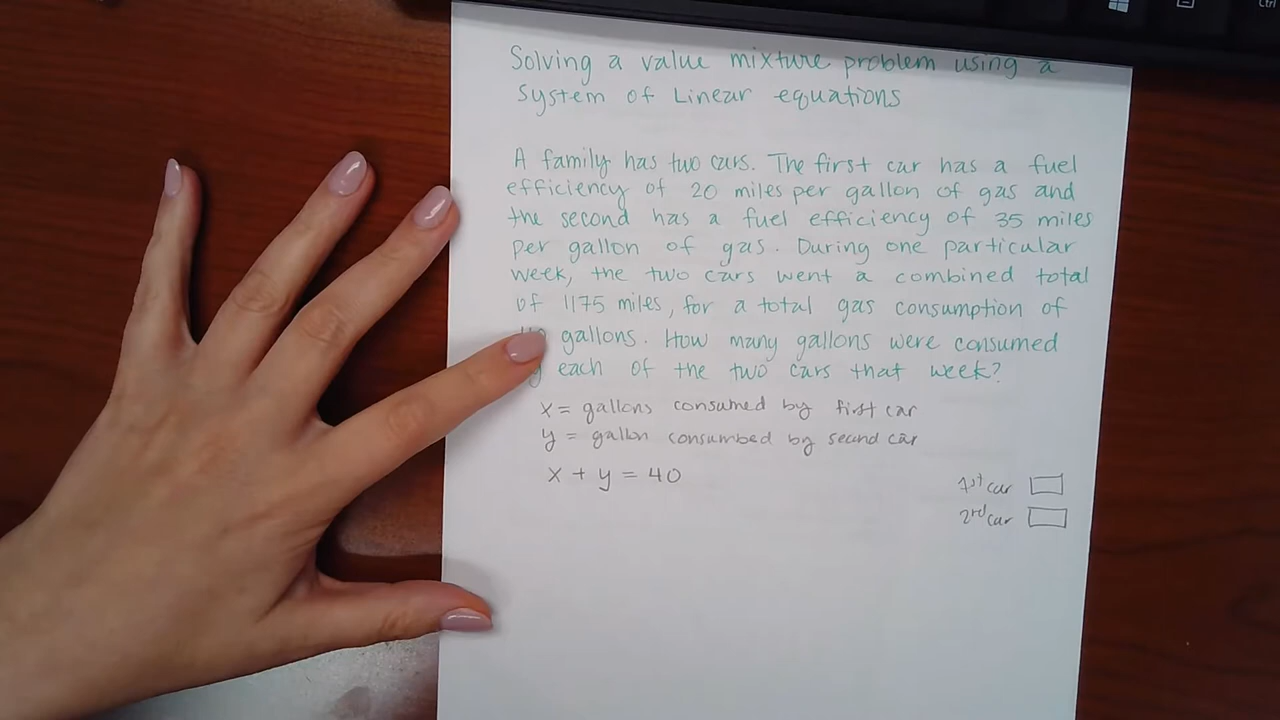 Ctrl
Solving a value mixture problem using a
system of Linear equations
A family has two cars. The first car has a fuel
efficiency of 20 miles per gallon of gas and
the second has a fuel efficiency of 35 miles
per gallon of gas. During one particular
week, the two cars went a combined total
of 1175 miles, for a total gas consumption of
gallons. How many gallons were consumed
each of the two cars that week?
x = gallons consumed by first car
y = gallon consumbed by second car
x + y = 40
1st car
2rd car